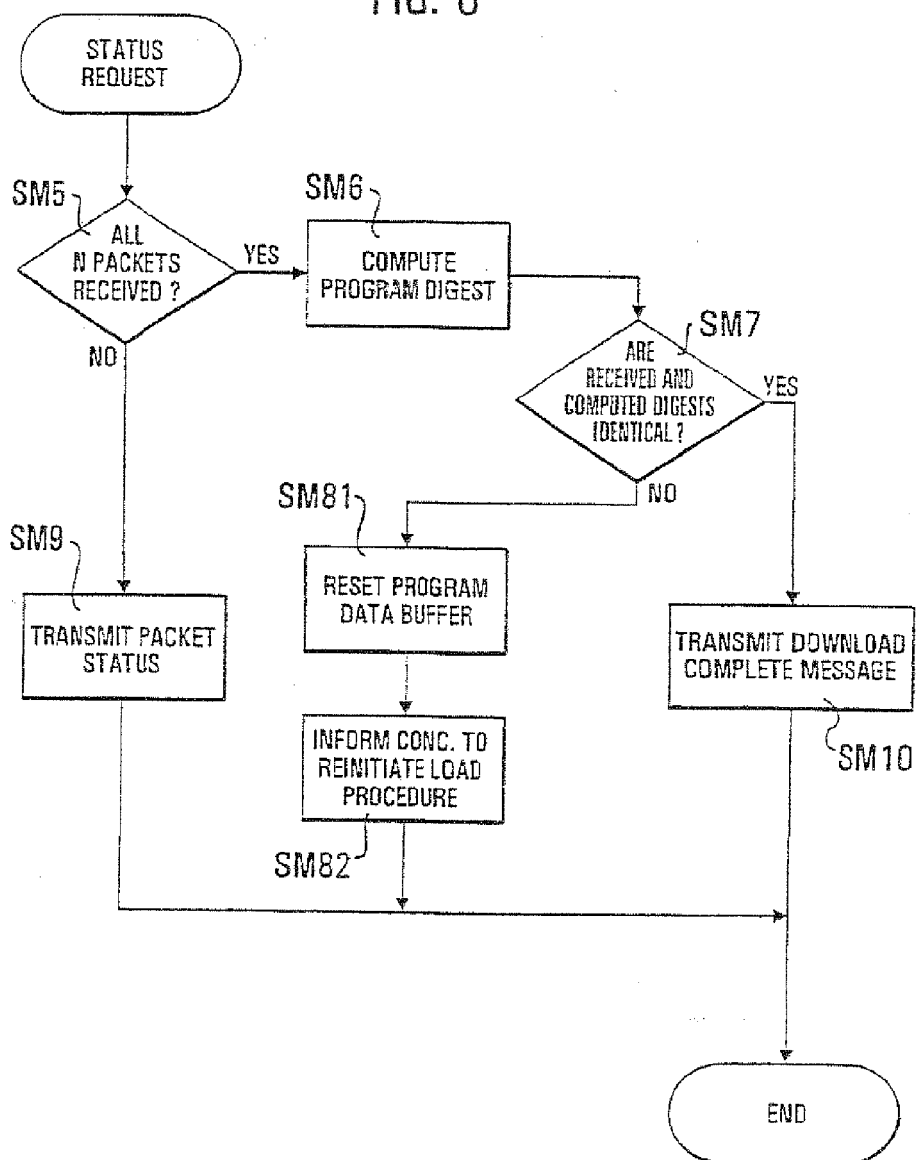 STATUS
REQUEST
SM5
ALL
N PACKETS
RECEIVED ?
YES
NO
SM6
COMPUTE
PROGRAM DIGEST
SM7
ARE
RECEIVED AND
COMPUTED DIGESTS
IDENTICAL ?
YES
NO
SM81
RESET PROGRAM
DATA BUFFER
SM9
TRANSMIT PACKET
STATUS
TRANSMIT DOWNLOAD
COMPLETE MESSAGE
SM10
INFORM CONC. TO
REINITIATE LOAD
PROCEDURE
SM82
END